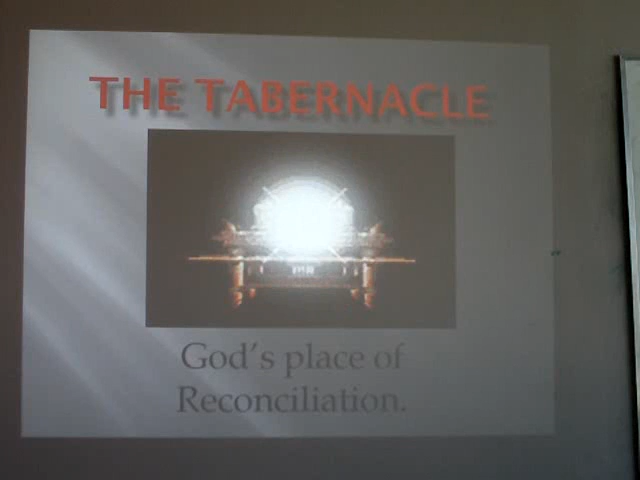 THE TABERNACLE
God's place of
Reconciliation.